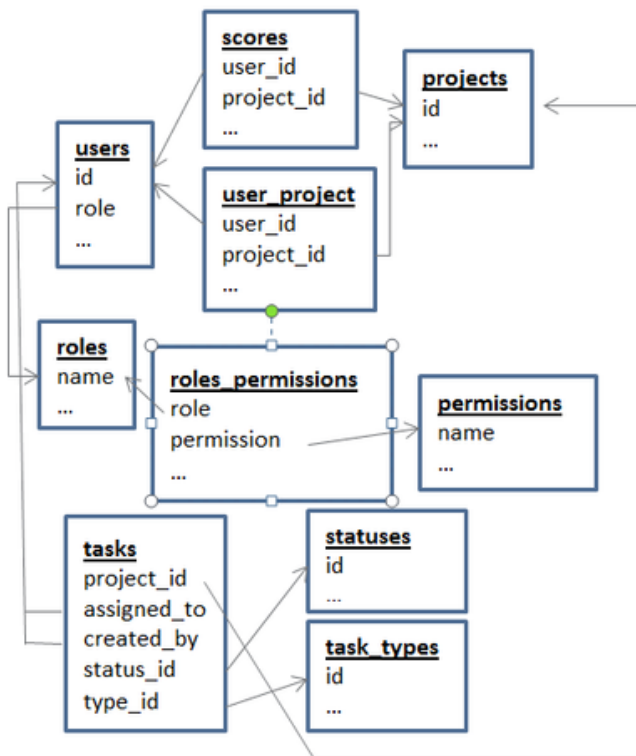 scores
user_id
project_id
...
projects
id
...
users
id
role
...
user_project
user_id
project_id
...
roles
name
...
roles_permissions
role
permission
...
permissions
name
...
tasks
project_id
assigned_to
created_by
status_id
type_id
statuses
id
...
task_types
id
...